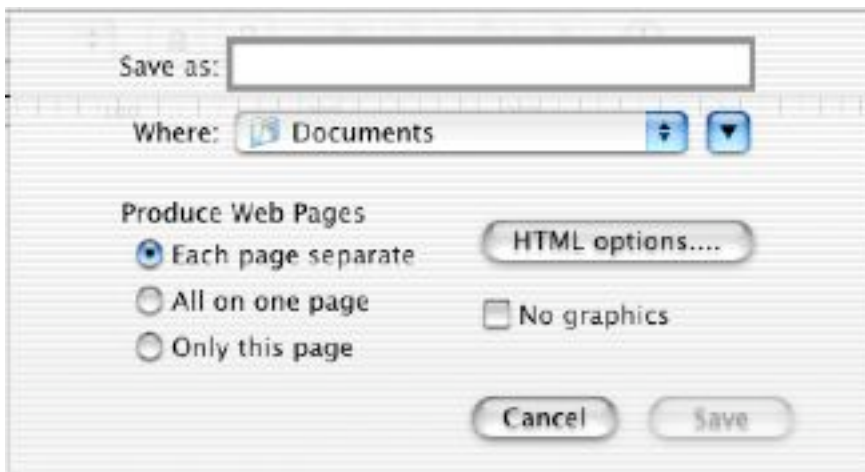 Save as:
Where: Documents
Produce Web Pages
Each page separate
HTML options....
All on one page
No graphics
Only this page
Cancel Save